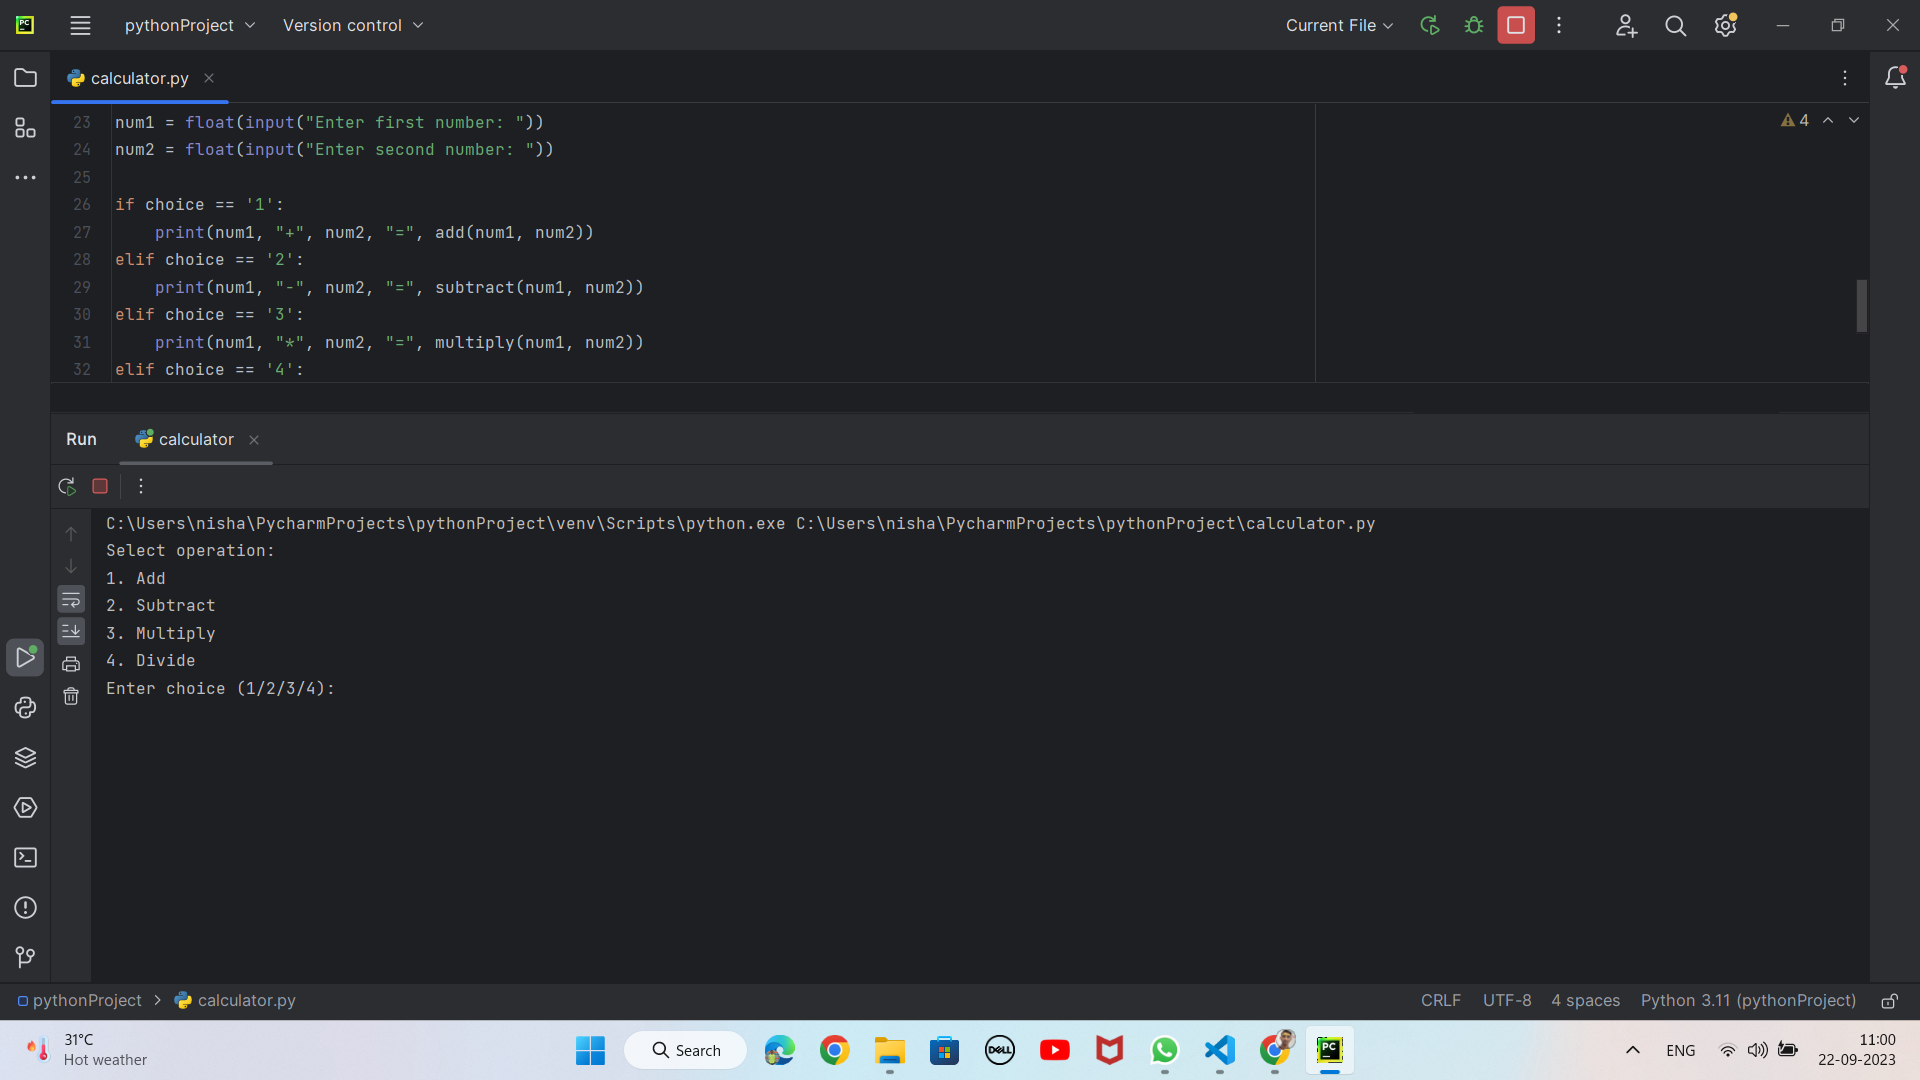 PC pythonProject Version control Current File
calculator.py
23 num1 = float(input("Enter first number: "))
24 num2 = float(input("Enter second number: "))
25
26 if choice == '1':
27     print(num1, "+", num2, "=", add(num1, num2))
28 elif choice == '2':
29     print(num1, "-", num2, "=", subtract(num1, num2))
30 elif choice == '3':
31     print(num1, "*", num2, "=", multiply(num1, num2))
32 elif choice == '4':
4
Run calculator
C:\Users\nisha\PycharmProjects\pythonProject\venv\Scripts\python.exe C:\Users\nisha\PycharmProjects\pythonProject\calculator.py
Select operation:
1. Add
2. Subtract
3. Multiply
4. Divide
Enter choice (1/2/3/4):
pythonProject > calculator.py CRLF UTF-8 4 spaces Python 3.11 (pythonProject)
31°C
Hot weather
Search
DELL
PC
ENG
11:00
22-09-2023